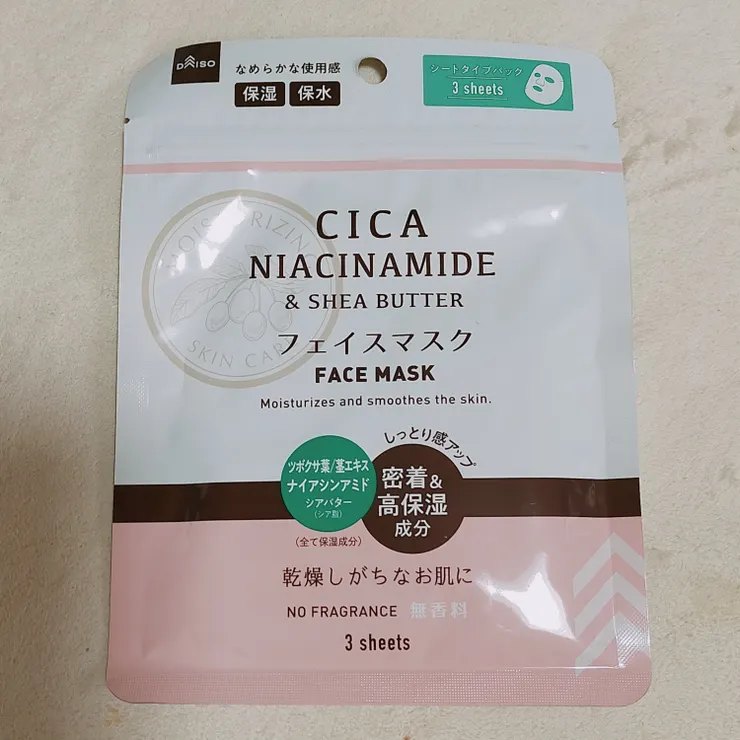 DAISO
なめらかな使用感
保湿 保水
シートタイプパック
3 sheets
MOISTURIZING
SKIN CARE
CICA
NIACINAMIDE
& SHEA BUTTER
フェイスマスク
FACE MASK
Moisturizes and smoothes the skin.
ツボクサ葉/茎エキス
ナイアシンアミド
シアバター
(シア脂)
(全て保湿成分)
しっとり感アップ
密着&
高保湿
成分
乾燥しがちなお肌に
NO FRAGRANCE 無香料
3 sheets